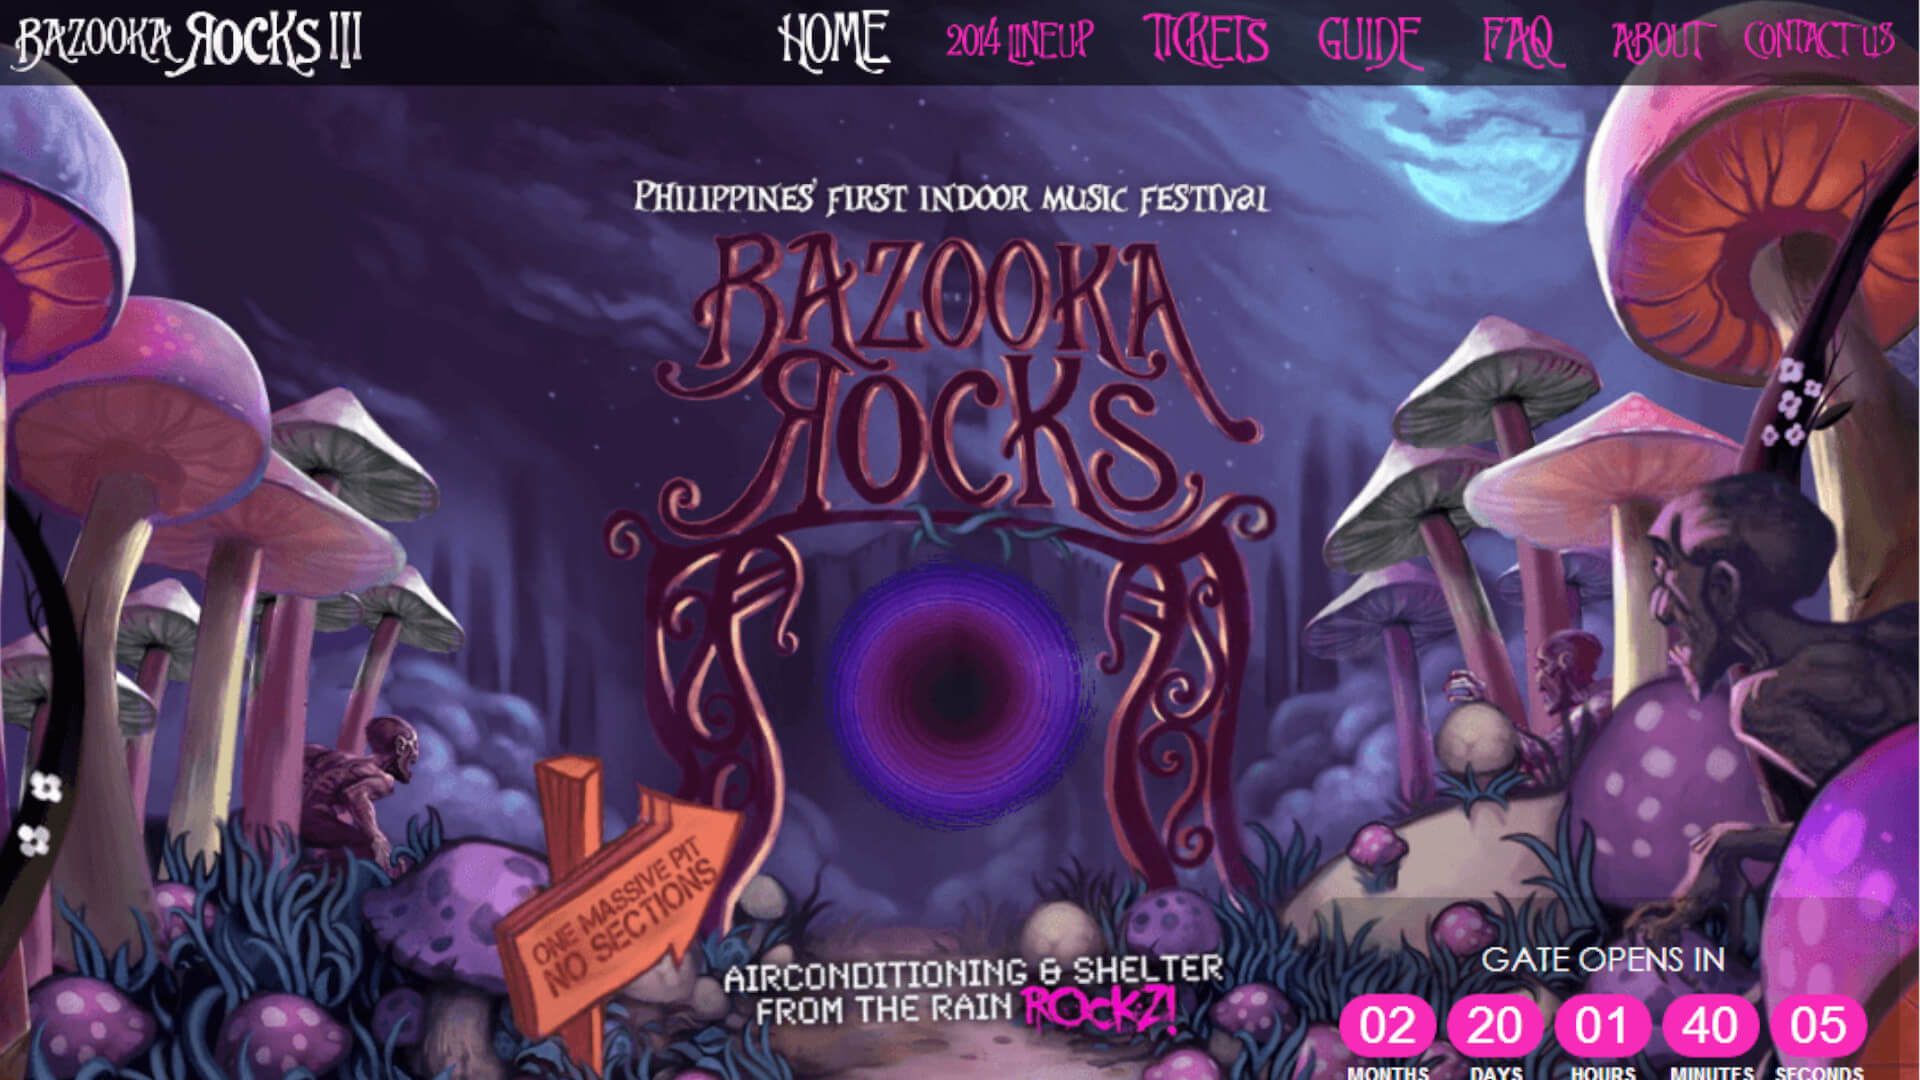 BAZOOKA ROCKS III
HOME 2014 LINEUP TICKETS GUIDE FAQ ABOUT CONTACT US
PHILIPPINES' FIRST INDOOR MUSIC FESTIVAL
BAZOOKA
ROCKS
ONE MASSIVE PIT
NO SECTIONS
AIRCONDITIONING & SHELTER
FROM THE RAIN ROCKZ!
GATE OPENS IN
02 20 01 40 05
MONTHS DAYS HOURS MINUTES SECONDS